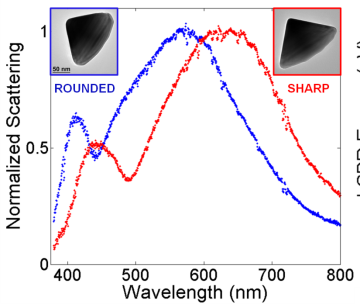 50 nm
ROUNDED
SHARP
Normalized Scattering
1
0.5
0
400 500 600 700 800
Wavelength (nm)